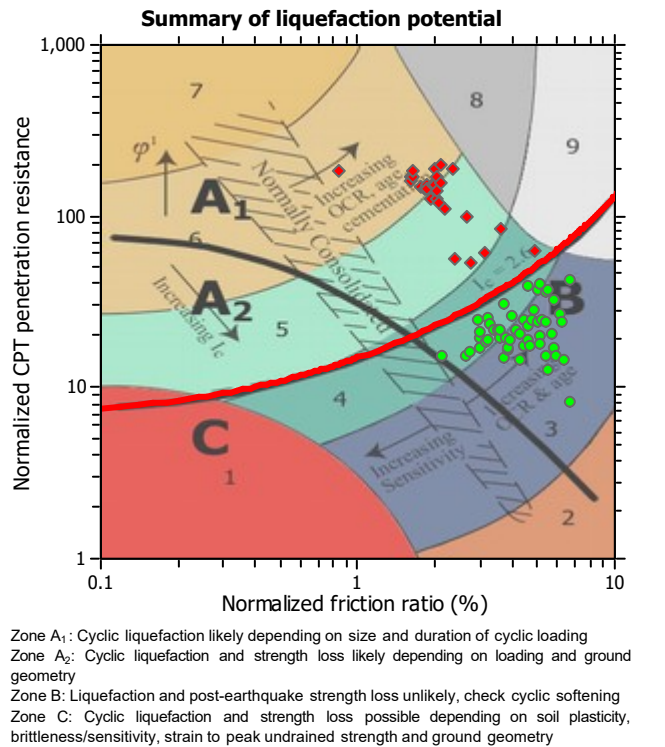 Summary of liquefaction potential
Normalized CPT penetration resistance
1,000
100
10
1
7
8
9
φ'
A1
Increasing
OCR, age
cementation
Normally Consolidated
6
A2
Increasing Ic
5
Ic = 2.6
B
4
Increasing
OCR & age
3
C
1
Increasing
Sensitivity
2
0.1
1
10
Normalized friction ratio (%)
Zone A1: Cyclic liquefaction likely depending on size and duration of cyclic loading
Zone A2: Cyclic liquefaction and strength loss likely depending on loading and ground
geometry
Zone B: Liquefaction and post-earthquake strength loss unlikely, check cyclic softening
Zone C: Cyclic liquefaction and strength loss possible depending on soil plasticity,
brittleness/sensitivity, strain to peak undrained strength and ground geometry